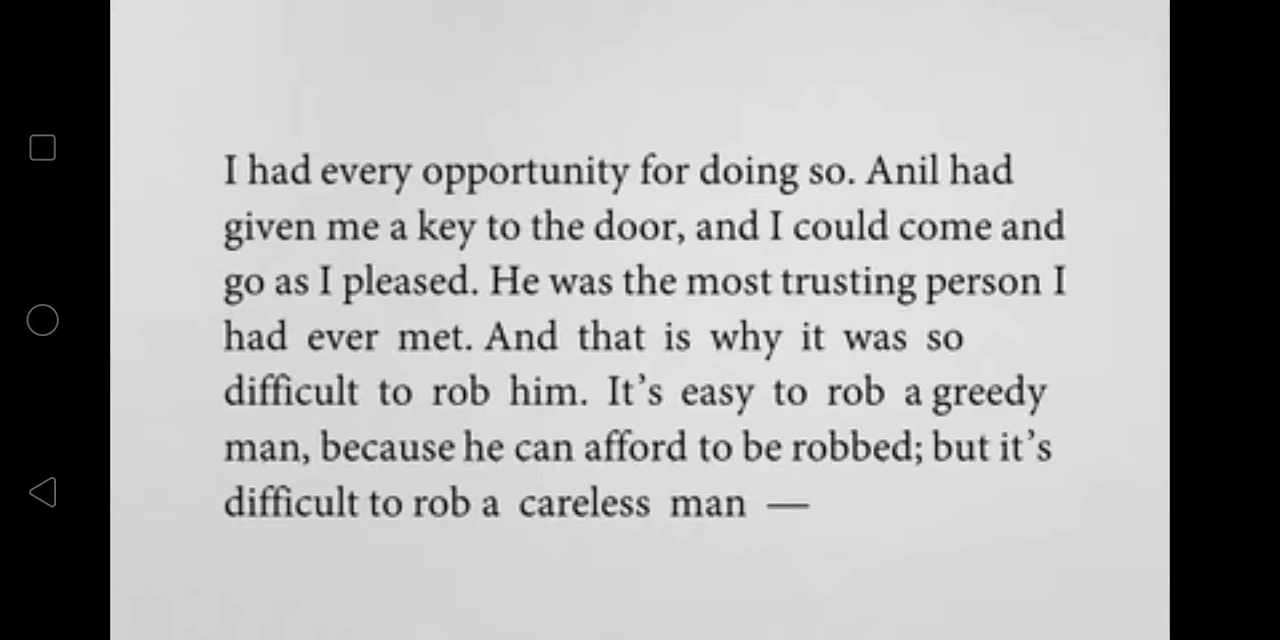 I had every opportunity for doing so. Anil had
given me a key to the door, and I could come and
go as I pleased. He was the most trusting person I
had ever met. And that is why it was so
difficult to rob him. It’s easy to rob a greedy
man, because he can afford to be robbed; but it’s
difficult to rob a careless man —